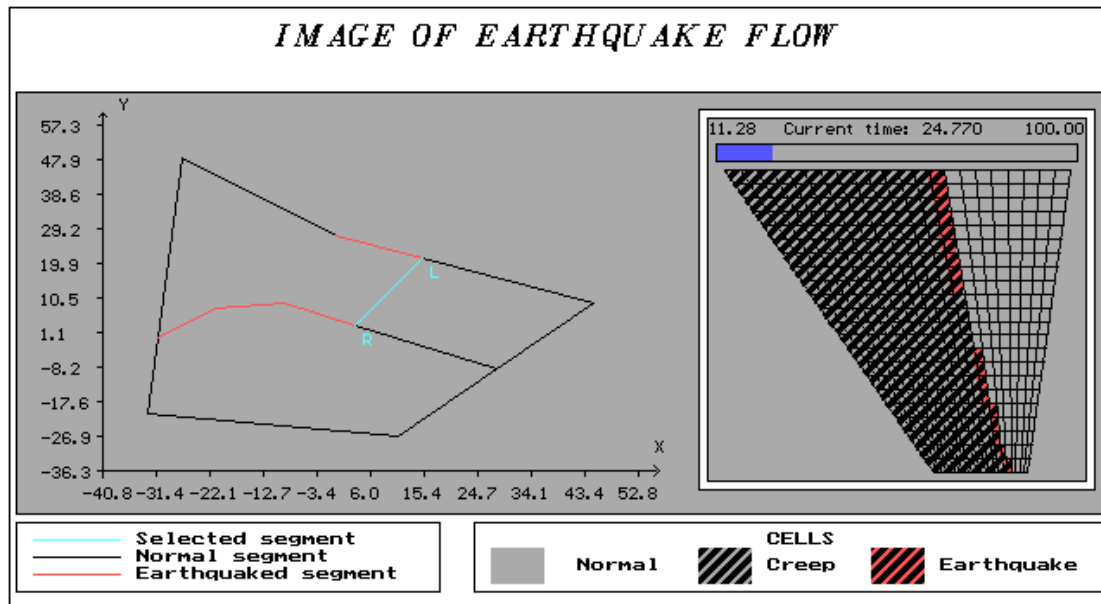 IMAGE OF EARTHQUAKE FLOW
Y
57.3
47.9
38.6
29.2
19.9
10.5
1.1
-8.2
-17.6
-26.9
-36.3
-40.8 -31.4 -22.1 -12.7 -3.4 6.0 15.4 24.7 34.1 43.4 52.8
X
L
R
11.28 Current time: 24.770 100.00
Selected segment
Normal segment
Earthquaked segment
CELLS
Normal Creep Earthquake